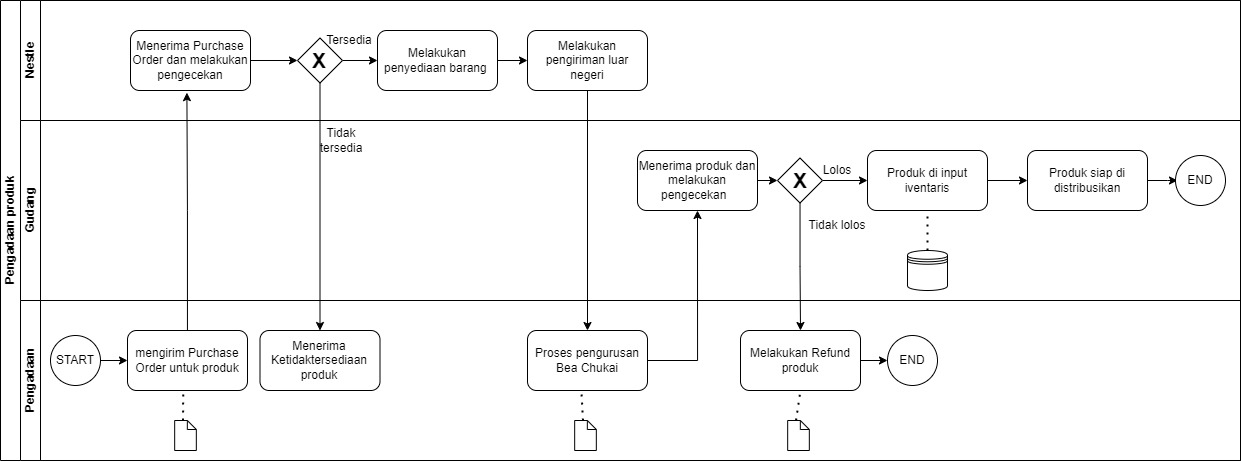 Pengadaan produk
Nestle
Menerima Purchase
Order dan melakukan
pengecekan
X
Tersedia
Melakukan
penyediaan barang
Melakukan
pengiriman luar
negeri
Tidak
tersedia
Gudang
Menerima produk dan
melakukan
pengecekan
X
Lolos
Produk di input
iventaris
Produk siap di
distribusikan
END
Tidak lolos
Pengadaan
START
mengirim Purchase
Order untuk produk
Menerima
Ketidaktersediaan
produk
Proses pengurusan
Bea Chukai
Melakukan Refund
produk
END